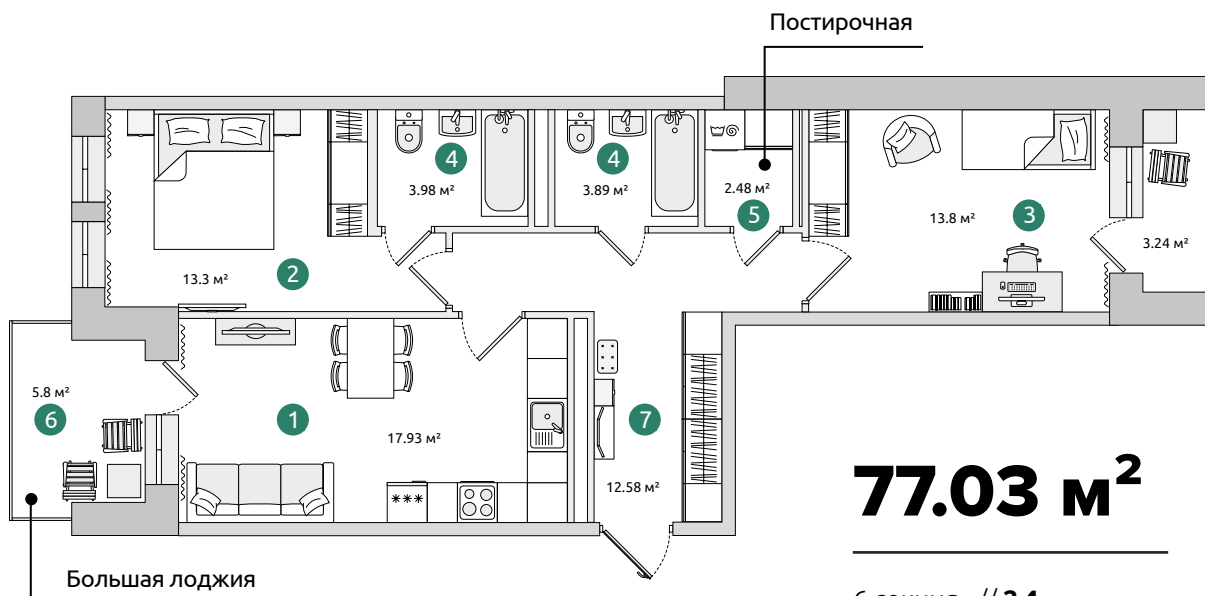 Постирочная
4
3.98 м²
4
3.89 м²
2.48 м²
5
13.8 м²
3
3.24 м²
13.3 м²
2
5.8 м²
6
1
17.93 м²
7
12.58 м²
77.03 м²
Большая лоджия